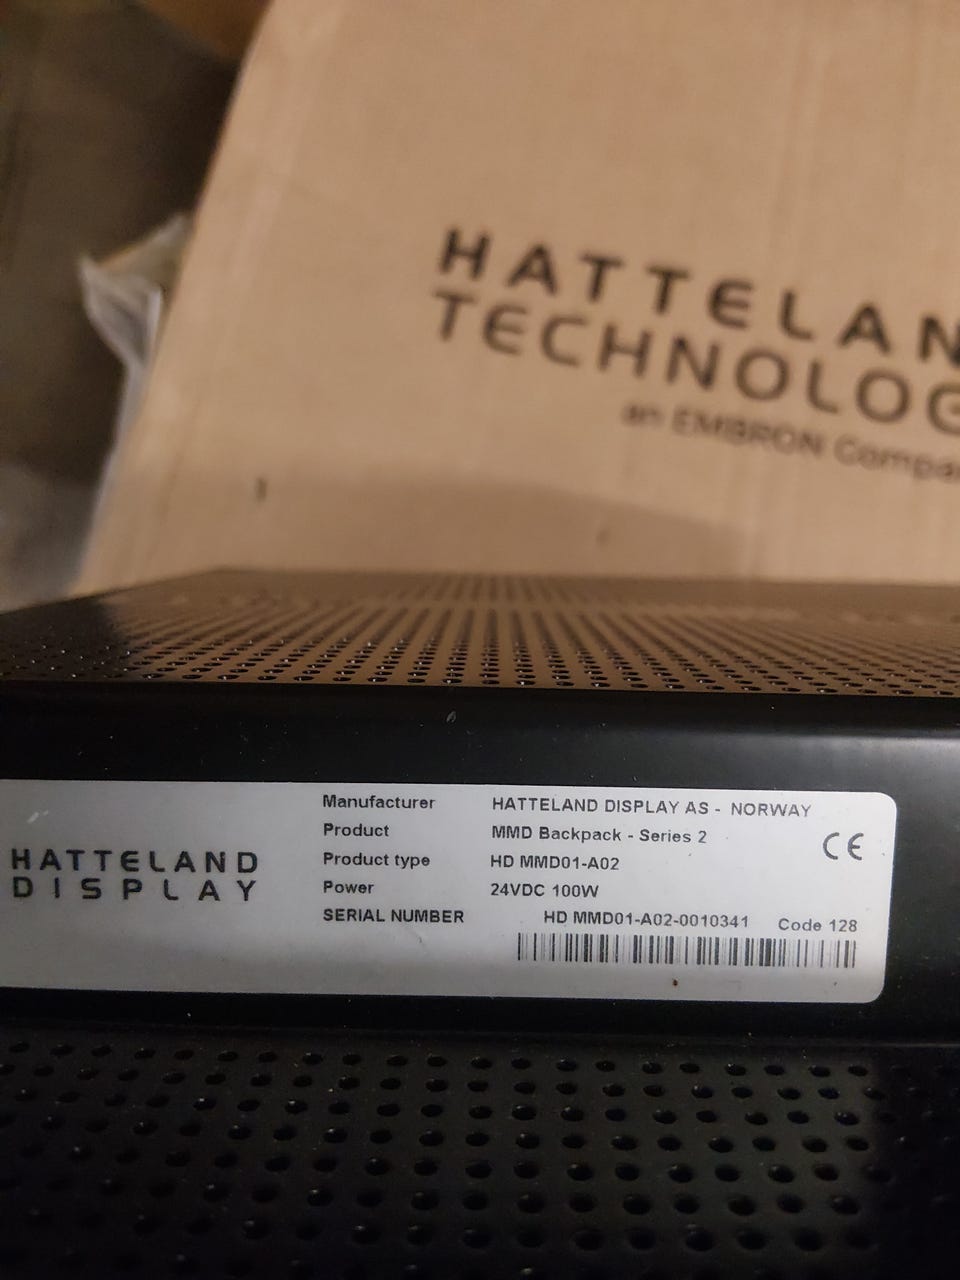 HATTELAN
TECHNOLOG
an EMBRON Compa
HATTELAND
DISPLAY
Manufacturer HATTELAND DISPLAY AS - NORWAY
Product MMD Backpack - Series 2
Product type HD MMD01-A02
Power 24VDC 100W
SERIAL NUMBER HD MMD01-A02-0010341 Code 128
CE